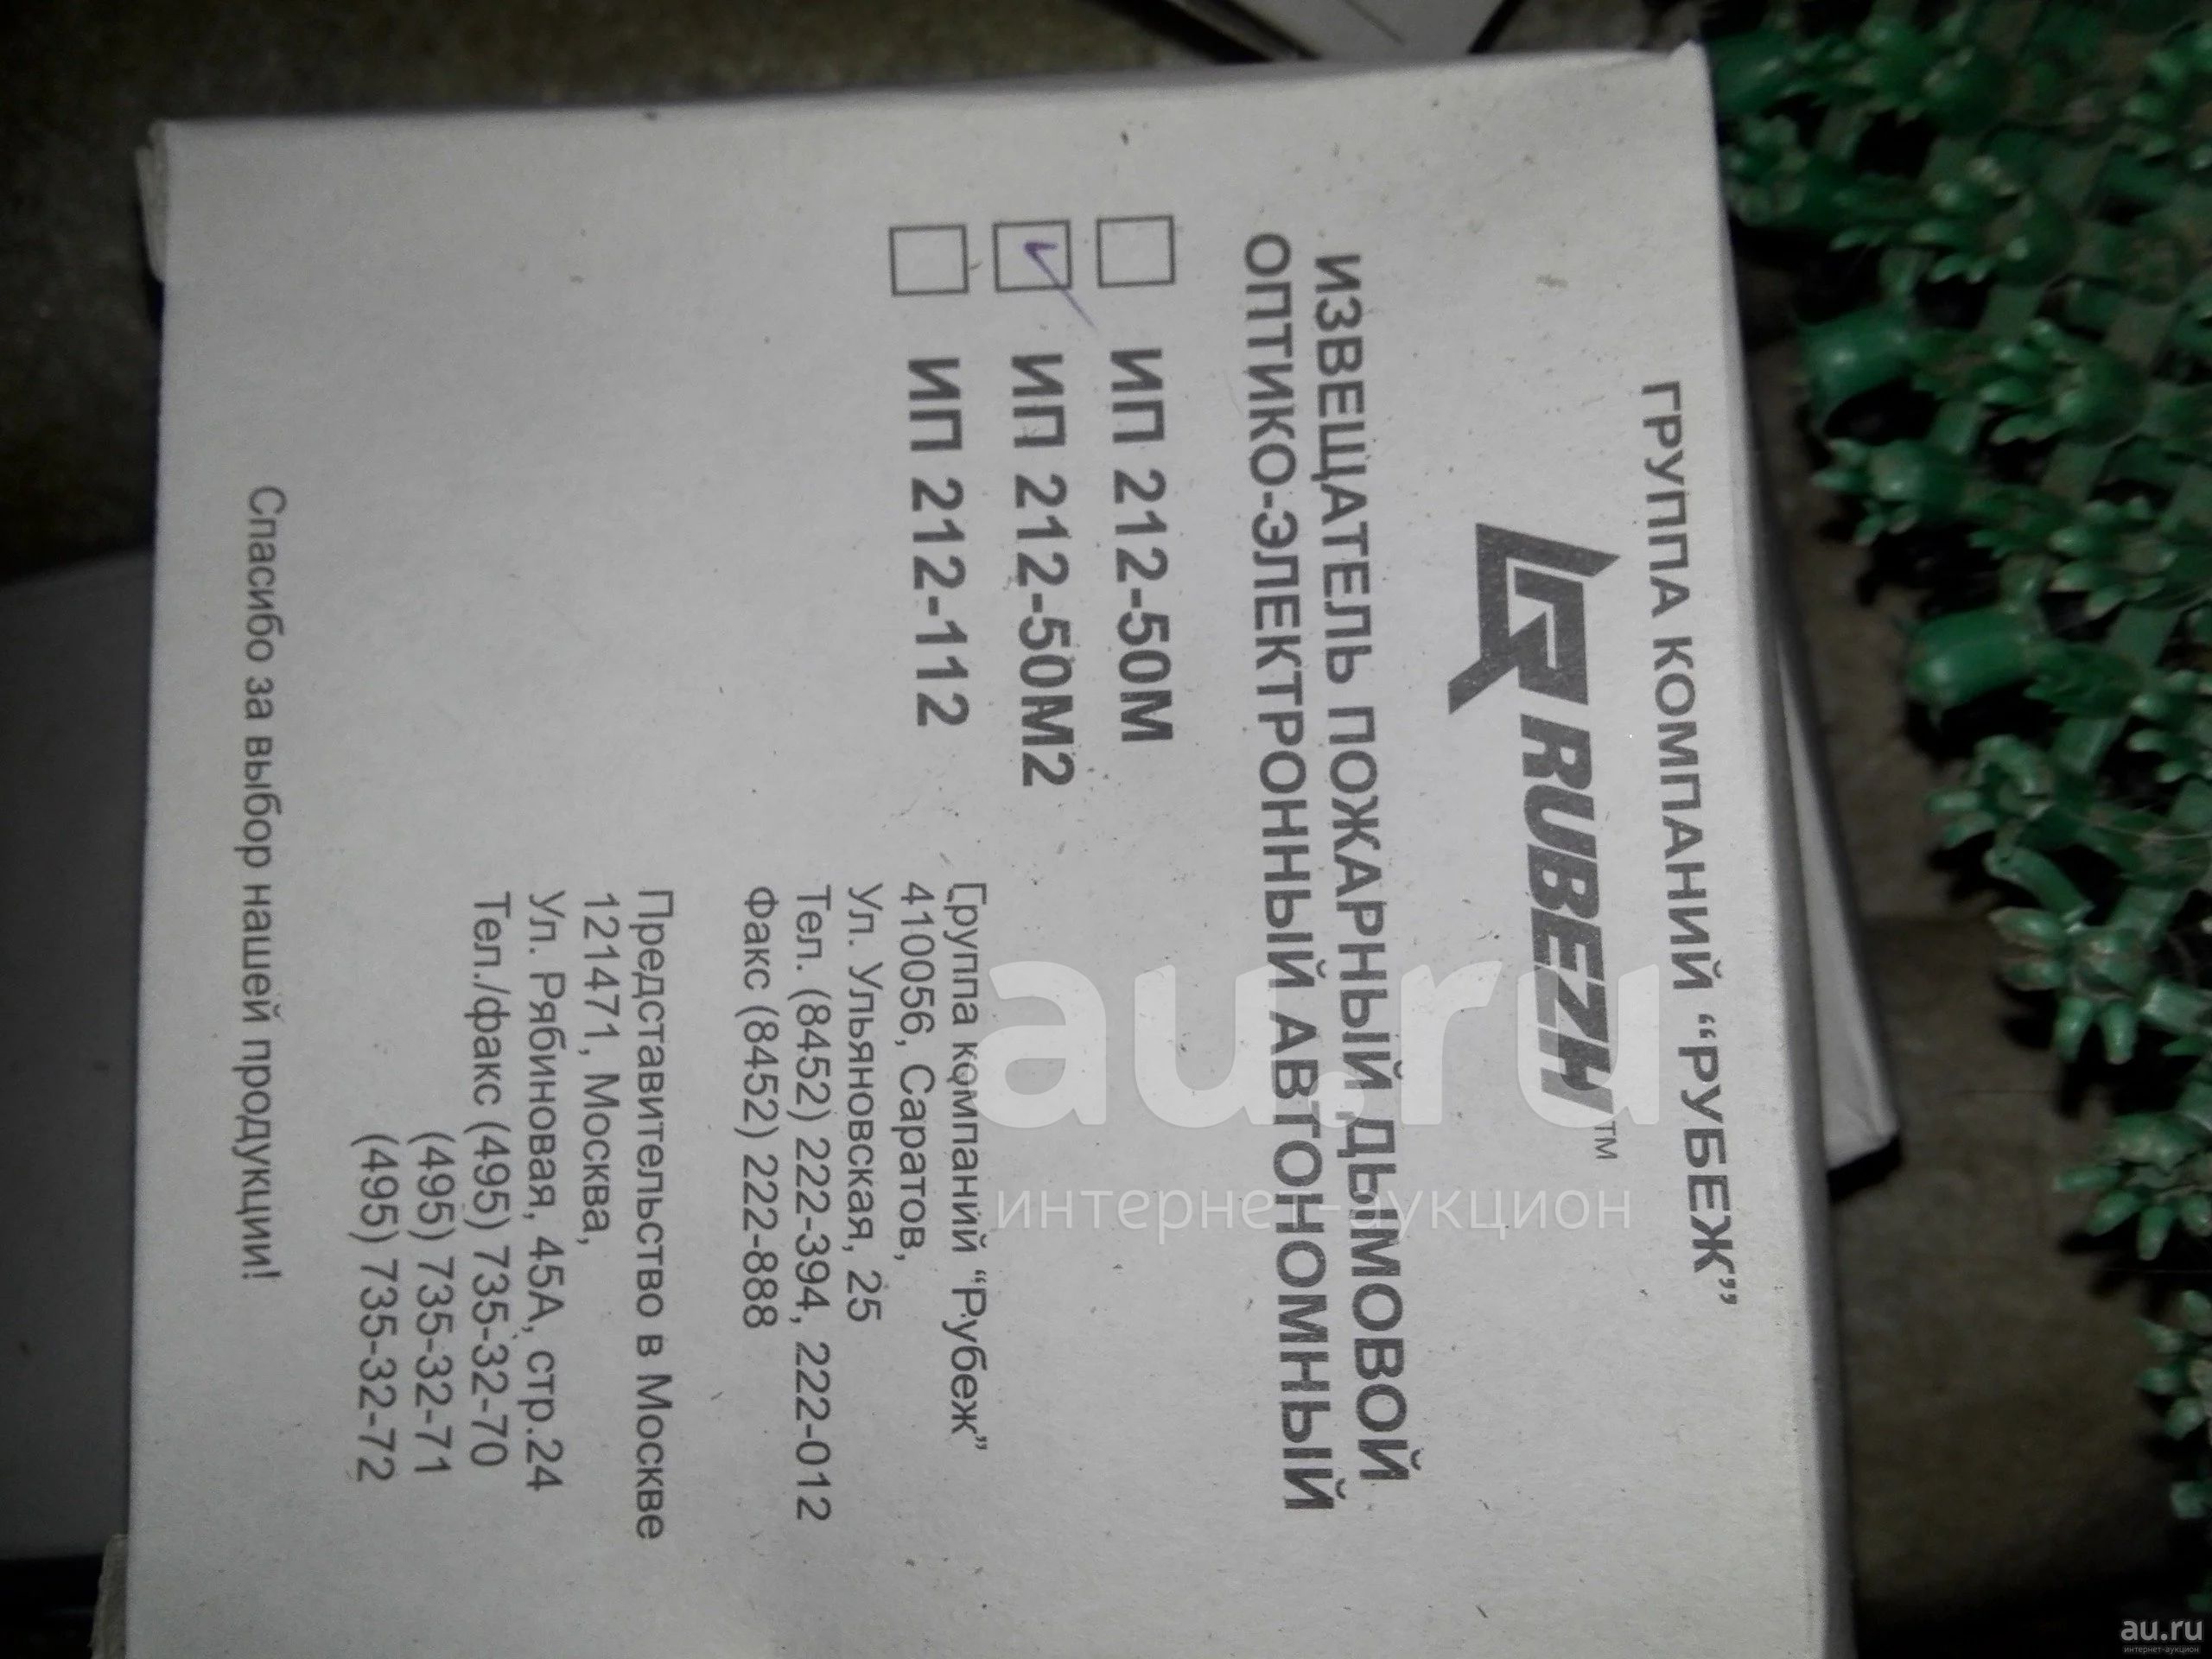 ГРУППА КОМПАНИЙ “РУБЕЖ”
RUBEZH™
ИЗВЕЩАТЕЛЬ ПОЖАРНЫЙ ДЫМОВОЙ
ОПТИКО-ЭЛЕКТРОННЫЙ АВТОНОМНЫЙ
ИП 212-50М
ИП 212-50М2
ИП 212-112
Группа компаний “Рубеж”
410056, Саратов,
Ул. Ульяновская, 25
Тел. (8452) 222-394, 222-012
Факс (8452) 222-888
Представительство в Москве
121471, Москва,
Ул. Рябиновая, 45А, стр.24
Тел./факс (495) 735-32-70
(495) 735-32-71
(495) 735-32-72
Спасибо за выбор нашей продукции!
au.ru
интернет-аукцион
au.ru
интернет-аукцион